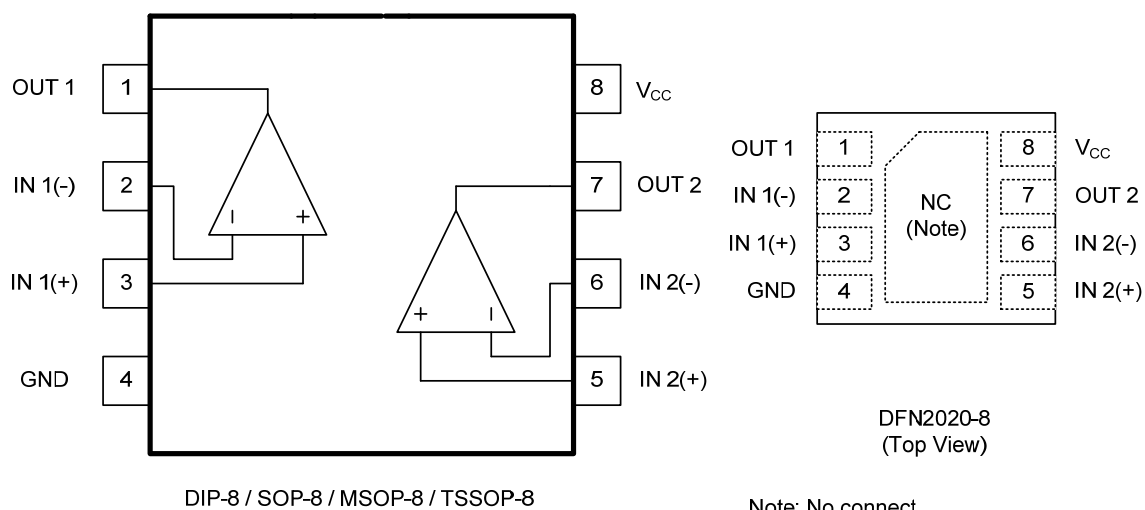 OUT 1 1 8 VCC
IN 1(-) 2 7 OUT 2
IN 1(+) 3 6 IN 2(-)
GND 4 5 IN 2(+)
- +
+ -
DIP-8 / SOP-8 / MSOP-8 / TSSOP-8
OUT 1 1 8 VCC
IN 1(-) 2 7 OUT 2
IN 1(+) 3 6 IN 2(-)
GND 4 5 IN 2(+)
NC
(Note)
DFN2020-8
(Top View)
Note: No connect